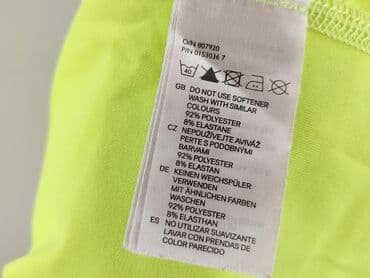 O/N 807920
P/N 0153036 7
40
GB DO NOT USE SOFTENER
WASH WITH SIMILAR
COLOURS
92% POLYESTER
8% ELASTANE
CZ NEPOUŽÍVEJTE AVIVÁŽ
PERTE S PODOBNÝMI
BARVAMI
92% POLYESTER
8% ELASTAN
DE KEINEN WEICHSPÜLER
VERWENDEN
MIT ÄHNLICHEN FARBEN
WASCHEN
92% POLYESTER
8% ELASTHAN
ES NO UTILIZAR SUAVIZANTE
LAVAR CON PRENDAS DE
COLOR PARECIDO